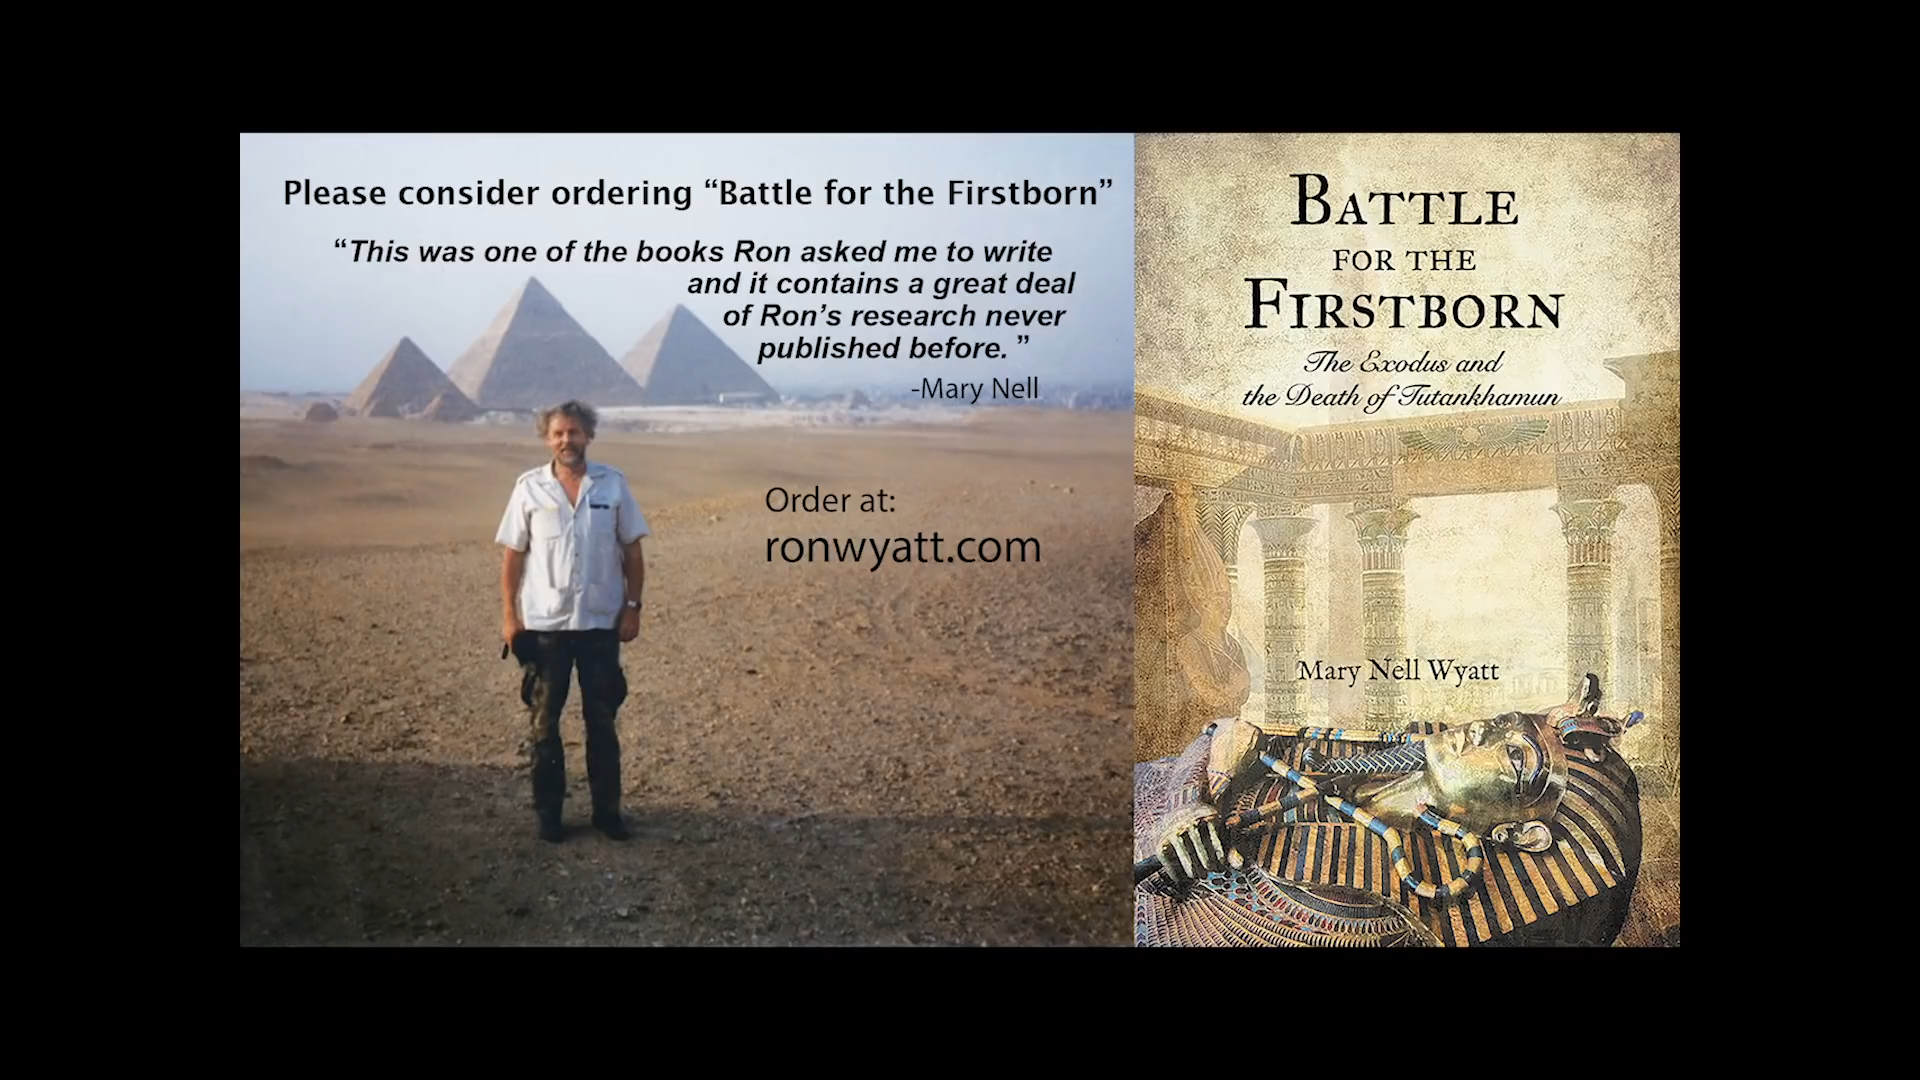 Please consider ordering “Battle for the Firstborn”
“This was one of the books Ron asked me to write
and it contains a great deal
of Ron’s research never
published before. ”
-Mary Nell
Order at:
ronwyatt.com
BATTLE
FOR THE
FIRSTBORN
The Exodus and
the Death of Tutankhamun
Mary Nell Wyatt